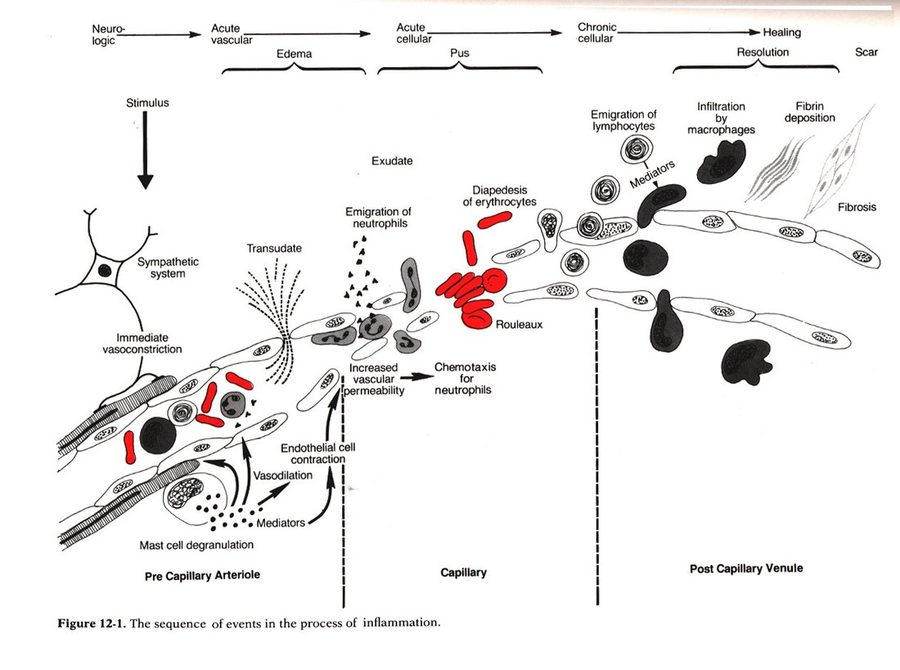 Neuro-
logic
Acute
vascular
Acute
cellular
Chronic
cellular
Healing
Edema
Pus
Resolution
Scar
Stimulus
Emigration of
lymphocytes
Infiltration
by
macrophages
Fibrin
deposition
Exudate
Mediators
Diapedesis
of erythrocytes
Emigration of
neutrophils
Fibrosis
Transudate
Sympathetic
system
Rouleaux
Immediate
vasoconstriction
Increased
vascular
permeability
Chemotaxis
for
neutrophils
Endothelial cell
contraction
Vasodilation
Mediators
Mast cell degranulation
Pre Capillary Arteriole
Capillary
Post Capillary Venule
Figure 12-1. The sequence of events in the process of inflammation.